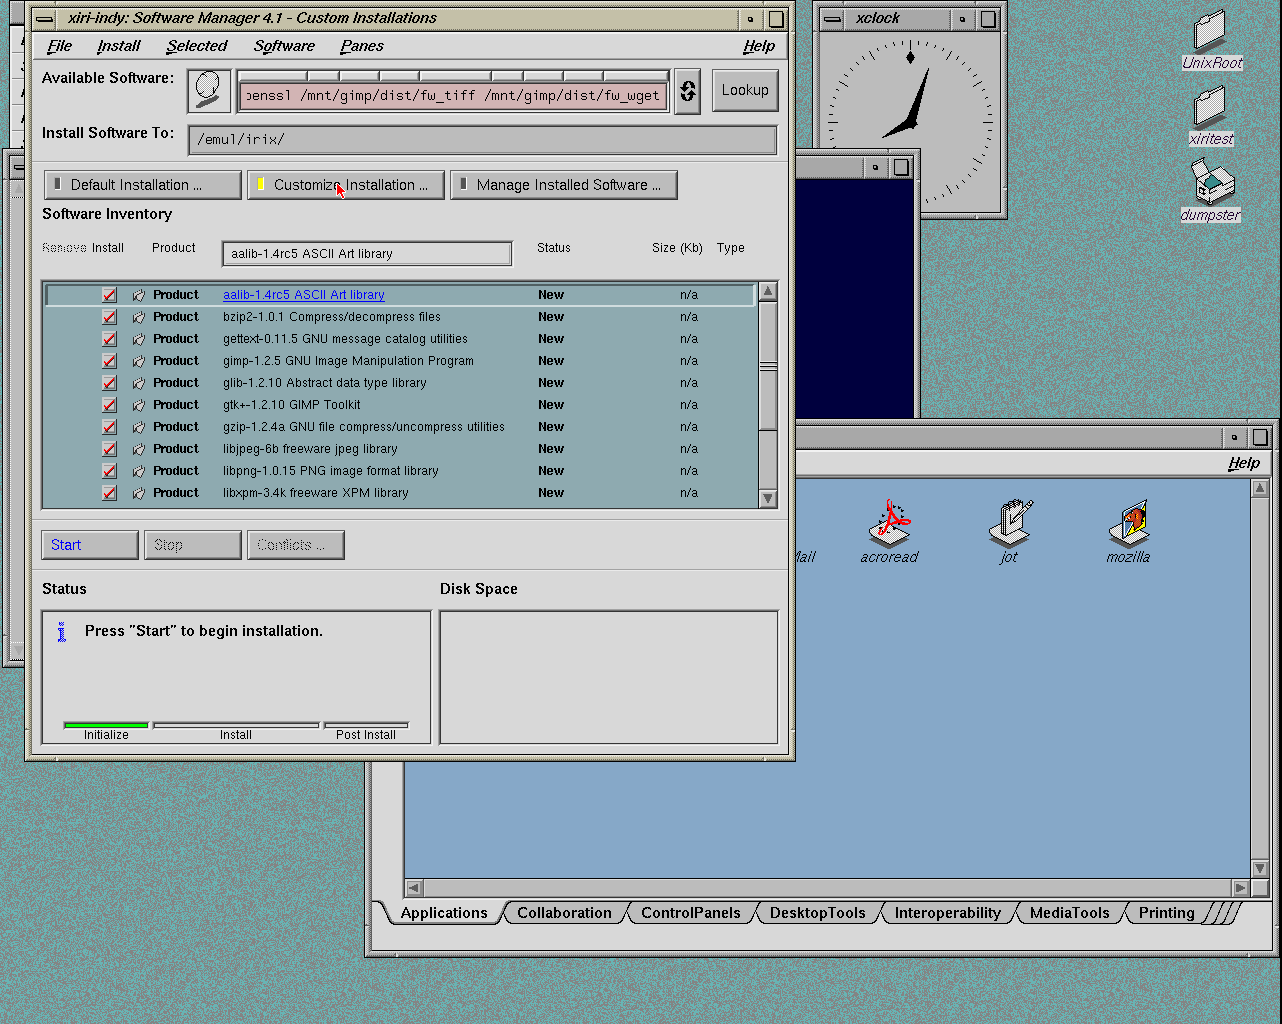 xiri-indy: Software Manager 4.1 - Custom Installations
File Install Selected Software Panes Help
Available Software:
penssl /mnt/gimp/dist/fw_tiff /mnt/gimp/dist/fw_wget
Lookup
Install Software To:
/emul/irix/
Default Installation ...
Customize Installation ...
Manage Installed Software ...
Software Inventory
Remove Install Product
aalib-1.4rc5 ASCII Art library
Status Size (Kb) Type
Product aalib-1.4rc5 ASCII Art library New n/a
Product bzip2-1.0.1 Compress/decompress files New n/a
Product gettext-0.11.5 GNU message catalog utilities New n/a
Product gimp-1.2.5 GNU Image Manipulation Program New n/a
Product glib-1.2.10 Abstract data type library New n/a
Product gtk+-1.2.10 GIMP Toolkit New n/a
Product gzip-1.2.4a GNU file compress/uncompress utilities New n/a
Product libjpeg-6b freeware jpeg library New n/a
Product libpng-1.0.15 PNG image format library New n/a
Product libxpm-3.4k freeware XPM library New n/a
Start
Stop
Conflicts ...
Status
Press "Start" to begin installation.
Initialize
Install
Post Install
Disk Space
xclock
UnixRoot
xiritest
dumpster
Help
Mail
acroread
jot
mozilla
Applications
Collaboration
ControlPanels
DesktopTools
Interoperability
MediaTools
Printing